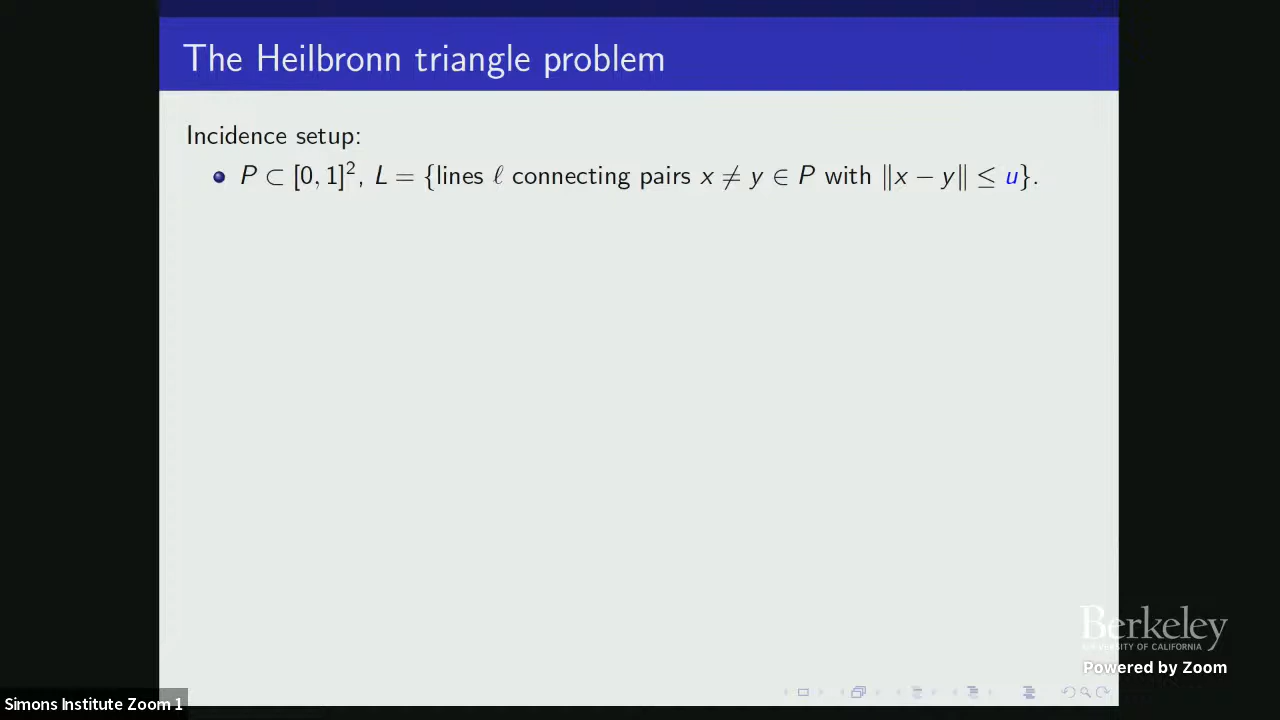 The Heilbronn triangle problem
Incidence setup:
P ⊂ [0, 1]², L = {lines ℓ connecting pairs x ≠ y ∈ P with ‖x − y‖ ≤ u}.
Berkeley
UNIVERSITY OF CALIFORNIA
Powered by Zoom
Simons Institute Zoom 1